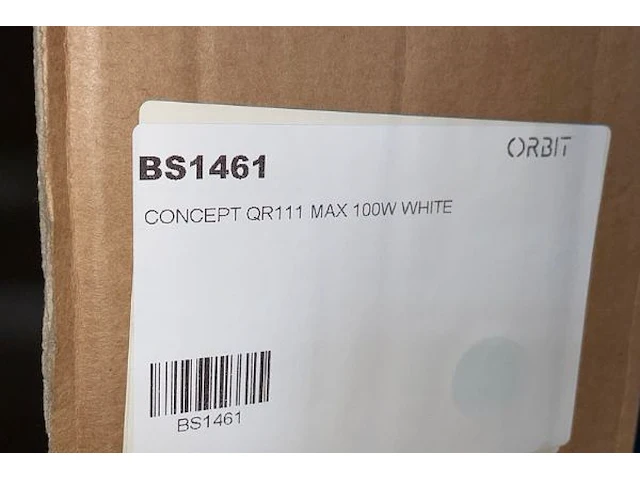 ORBIT
BS1461
CONCEPT QR111 MAX 100W WHITE
BS1461